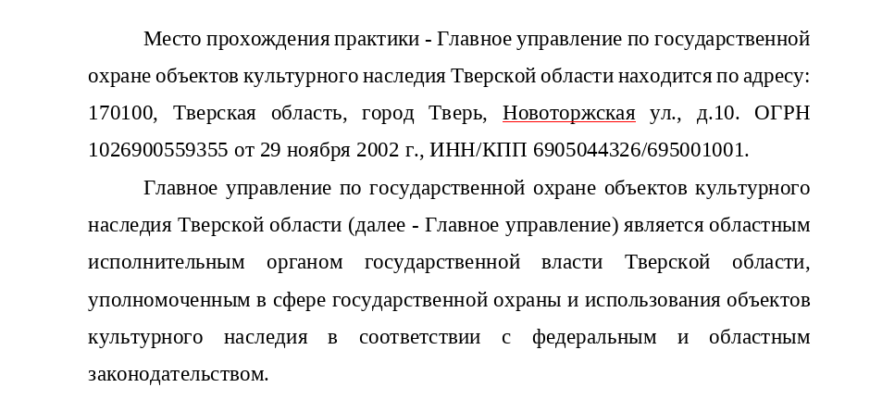 Место прохождения практики - Главное управление по государственной
охране объектов культурного наследия Тверской области находится по адресу:
170100, Тверская область, город Тверь, Новоторжская ул., д.10. ОГРН
1026900559355 от 29 ноября 2002 г., ИНН/КПП 6905044326/695001001.
Главное управление по государственной охране объектов культурного
наследия Тверской области (далее - Главное управление) является областным
исполнительным органом государственной власти Тверской области,
уполномоченным в сфере государственной охраны и использования объектов
культурного наследия в соответствии с федеральным и областным
законодательством.